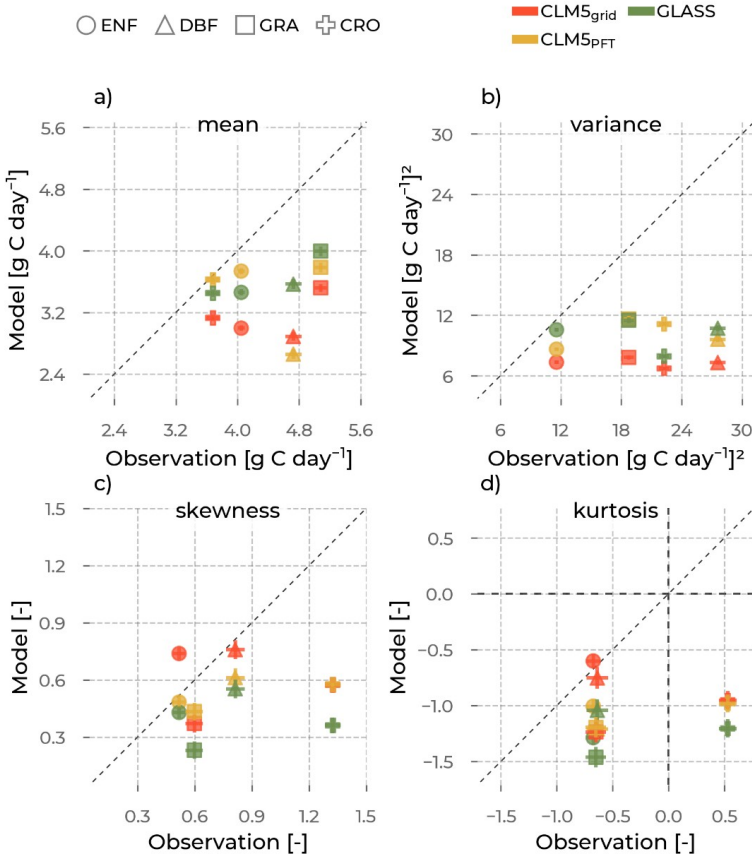 ENF DBF GRA CRO
CLM5grid GLASS
CLM5PFT
a)
mean
5.6
4.8
4.0
3.2
2.4
Model [g C day⁻¹]
2.4 3.2 4.0 4.8 5.6
Observation [g C day⁻¹]
b)
variance
30
24
18
12
6
Model [g C day⁻¹]²
6 12 18 24 30
Observation [g C day⁻¹]²
c)
skewness
1.5
1.2
0.9
0.6
0.3
Model [-]
0.3 0.6 0.9 1.2 1.5
Observation [-]
d)
kurtosis
0.5
0.0
−0.5
−1.0
−1.5
Model [-]
−1.5 −1.0 −0.5 0.0 0.5
Observation [-]